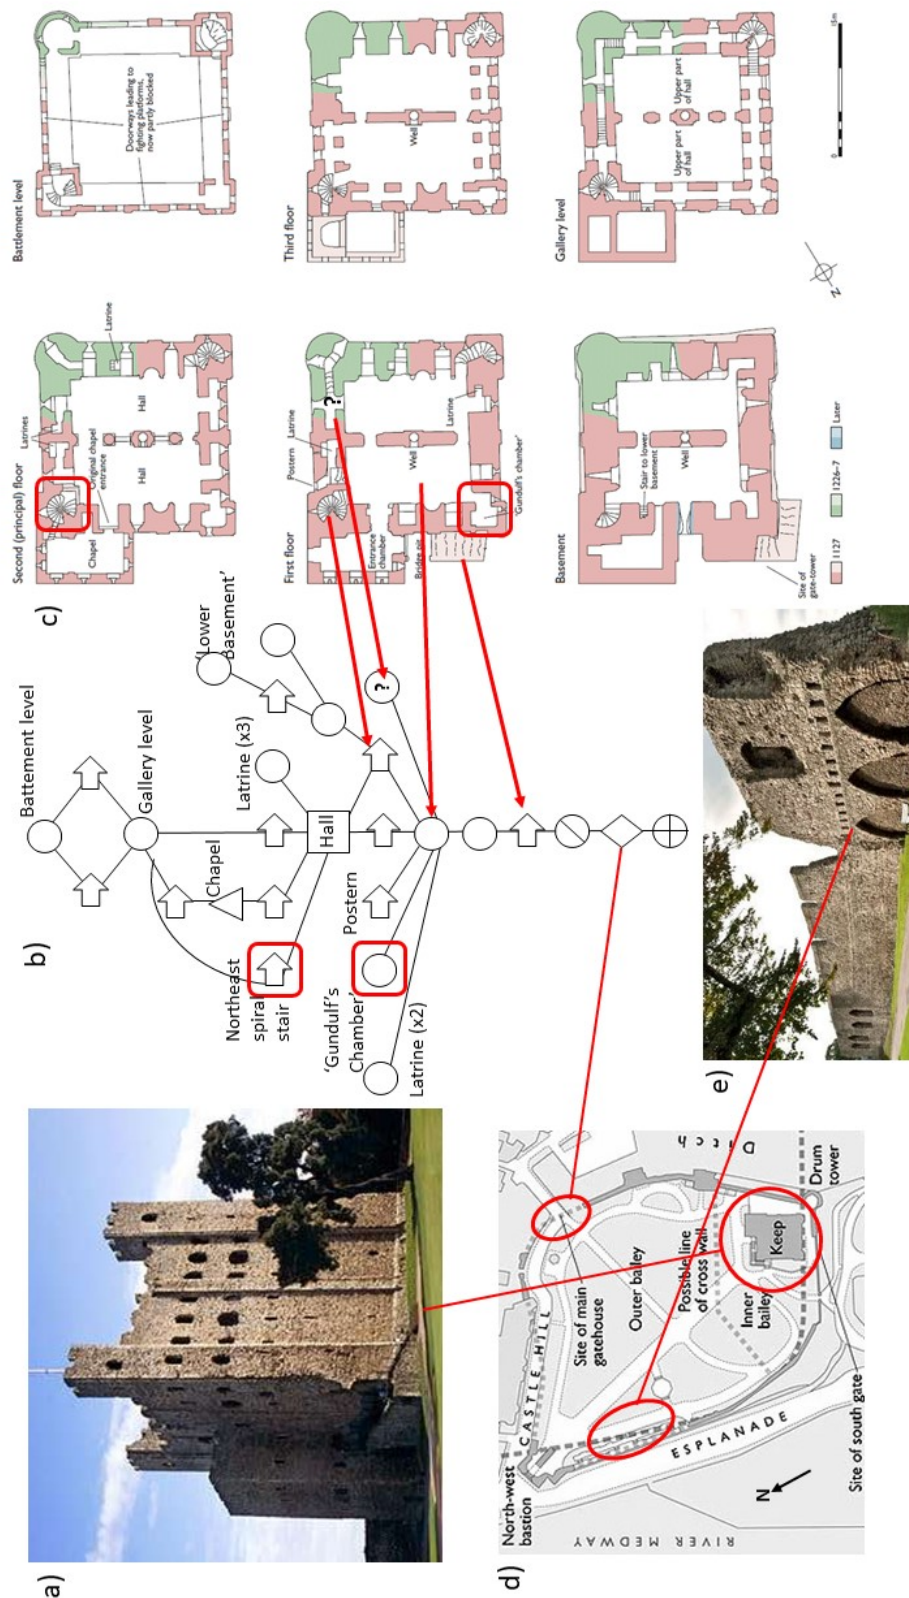 a)
b)
Battement level
Gallery level
Chapel
Latrine (x3)
Northeast
spiral
stair
Hall
'Lower
Basement'
'Gundulf's
Chamber'
Postern
Latrine (x2)
?
c)
Second (principal) floor
Latrines
Original chapel
entrance
Chapel
Hall
Hall
Latrine
Battlement level
Doorways leading to
fighting platforms,
now partly blocked
First floor
Postern
Latrine
?
Entrance
chamber
Bridge pit
Well
Latrine
'Gundulf's chamber'
Third floor
Well
Basement
Stair to lower
basement
Well
Site of
gate-tower
1127
1226–7
Later
Gallery level
Upper part
of hall
Upper part
of hall
N
0
15m
d)
North-west
bastion
CASTLE HILL
Site of main
gatehouse
Outer bailey
Possible line
of cross wall
Inner
bailey
Keep
Ditch
Drum
tower
ESPLANADE
RIVER MEDWAY
N
Site of south gate
e)